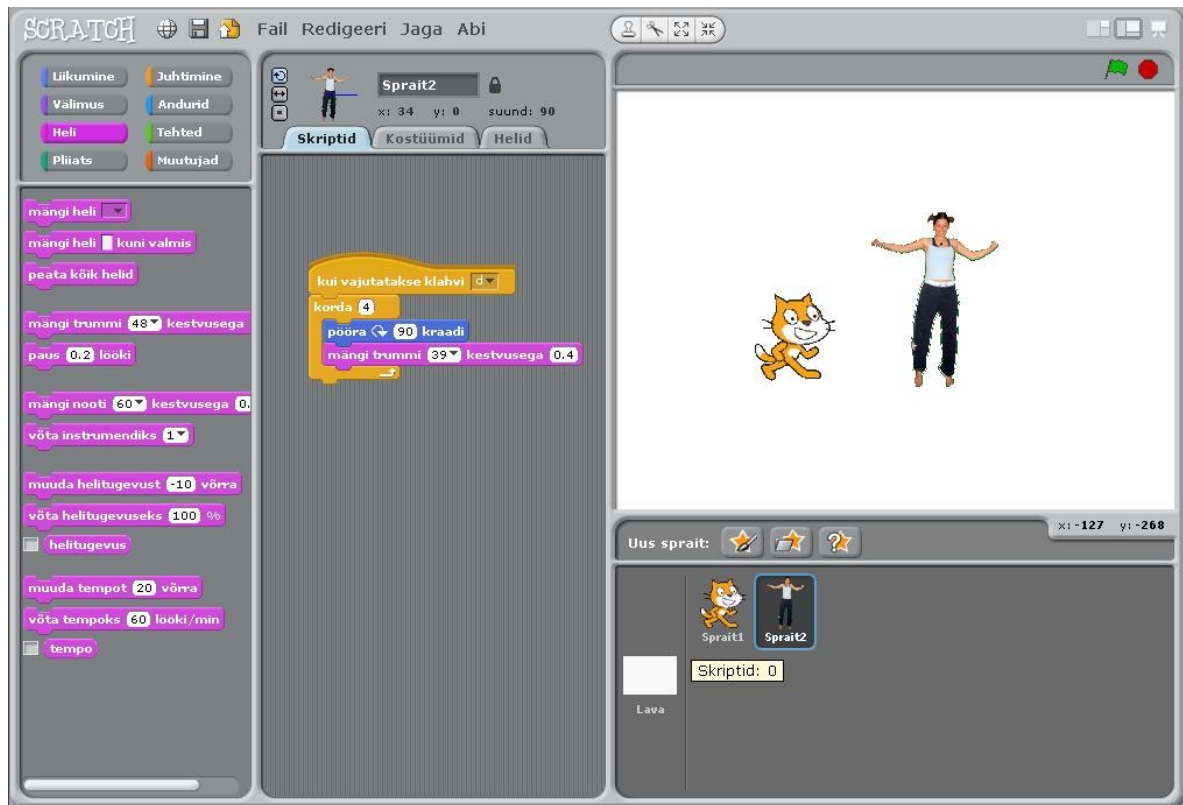 SCRATCH Fail Redigeeri Jaga Abi
Liikumine Juhtimine
Välimus Andurid
Heli Tehted
Pliiats Muutujad
mängi heli
mängi heli kuni valmis
peata kõik helid
mängi trummi 48 kestvusega
paus 0.2 lööki
mängi nooti 60 kestvusega 0.
võta instrumendiks 1
muuda helitugevust -10 võrra
võta helitugevuseks 100 %
helitugevus
muuda tempot 20 võrra
võta tempoks 60 lööki/min
tempo
Sprait2
x: 34 y: 0 suund: 90
Skriptid Kostüümid Helid
kui vajutatakse klahvi d
korda 4
pööra 90 kraadi
mängi trummi 39 kestvusega 0.4
x: -127 y: -268
Uus sprait:
Sprait1 Sprait2
Skriptid: 0
Lava